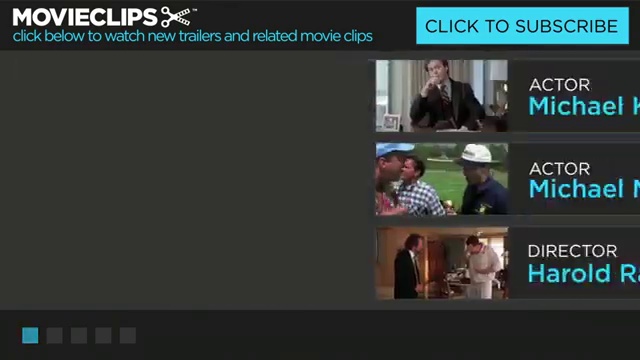 MOVIECLIPS
click below to watch new trailers and related movie clips
CLICK TO SUBSCRIBE
ACTOR
Michael K
ACTOR
Michael M
DIRECTOR
Harold Ra